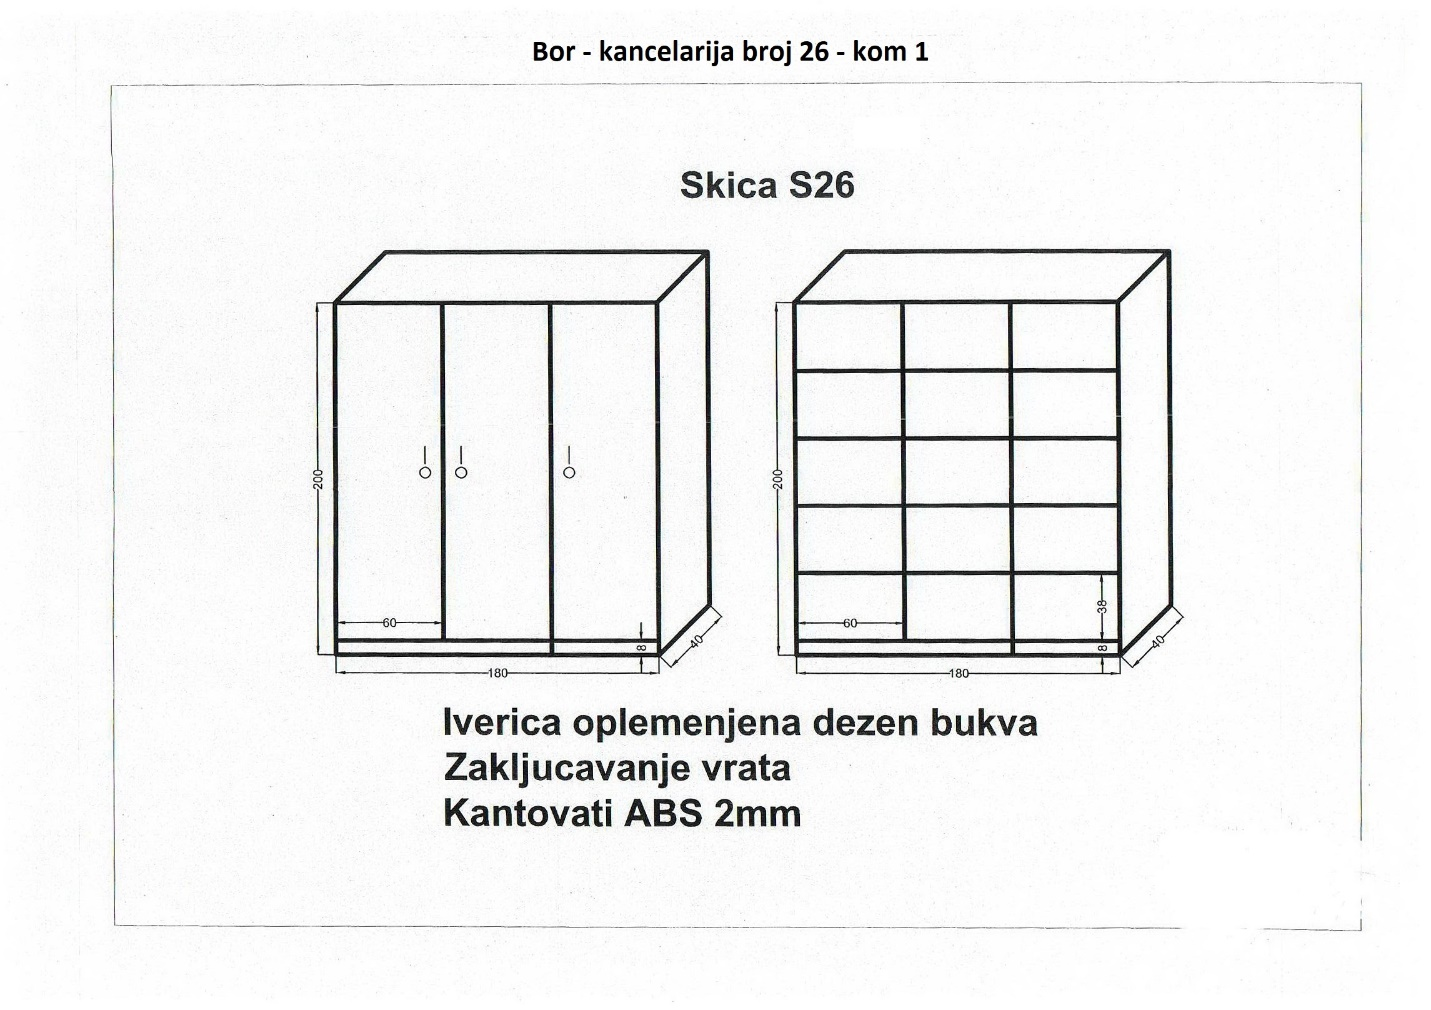 Bor - kancelarija broj 26 - kom 1
Skica S26
200
60
8
40
180
200
60
38
8
40
180
Iverica oplemenjena dezen bukva
Zakljucavanje vrata
Kantovati ABS 2mm